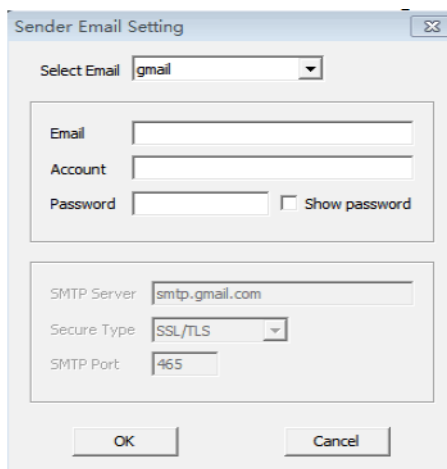 Sender Email Setting
Select Email gmail
Email
Account
Password Show password
SMTP Server smtp.gmail.com
Secure Type SSL/TLS
SMTP Port 465
OK Cancel